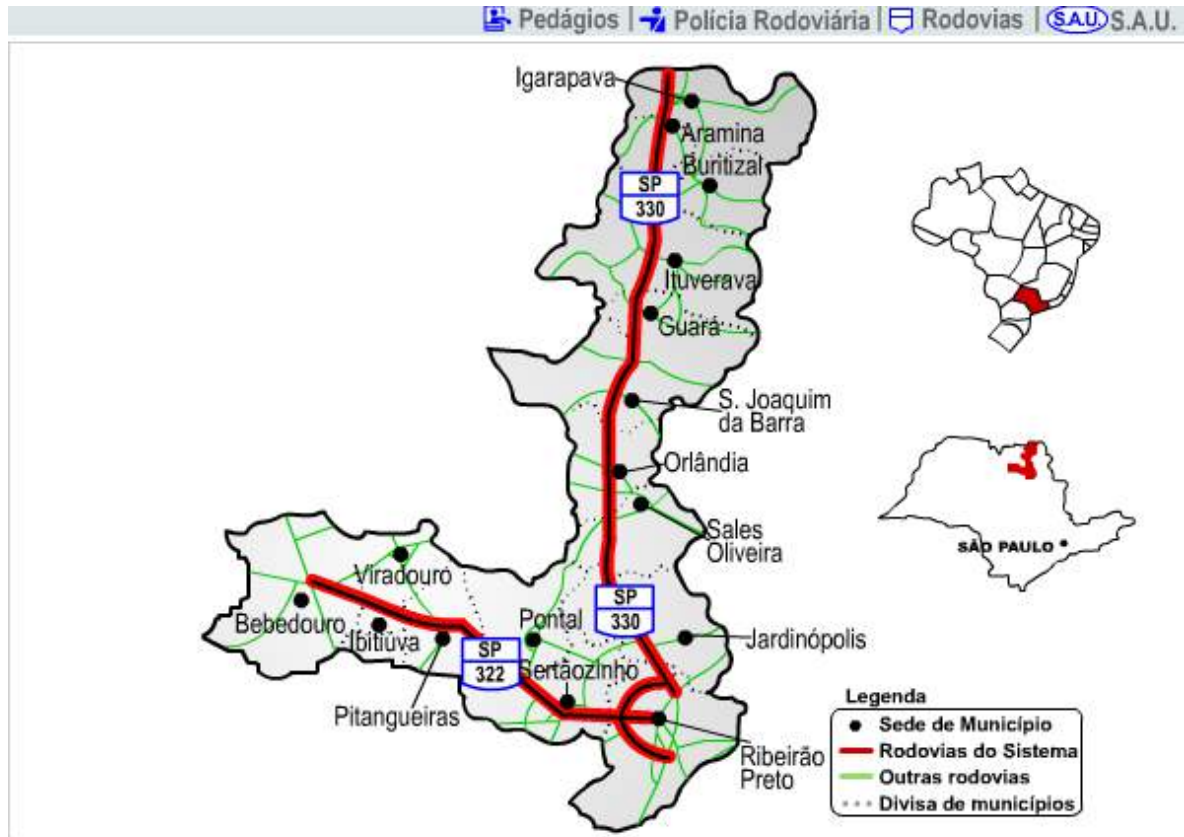 Pedágios | Polícia Rodoviária | Rodovias | S.A.U. S.A.U.
Igarapava
Aramina
Buritizal
SP
330
Ituverava
Guará
S. Joaquim
da Barra
Orlândia
Sales
Oliveira
SÃO PAULO
Viradouro
SP
330
Bebedouro
Ibitiúva
Pontal
Jardinópolis
SP
322
Sertãozinho
Pitangueiras
Ribeirão
Preto
Legenda
Sede de Município
Rodovias do Sistema
Outras rodovias
Divisa de municípios